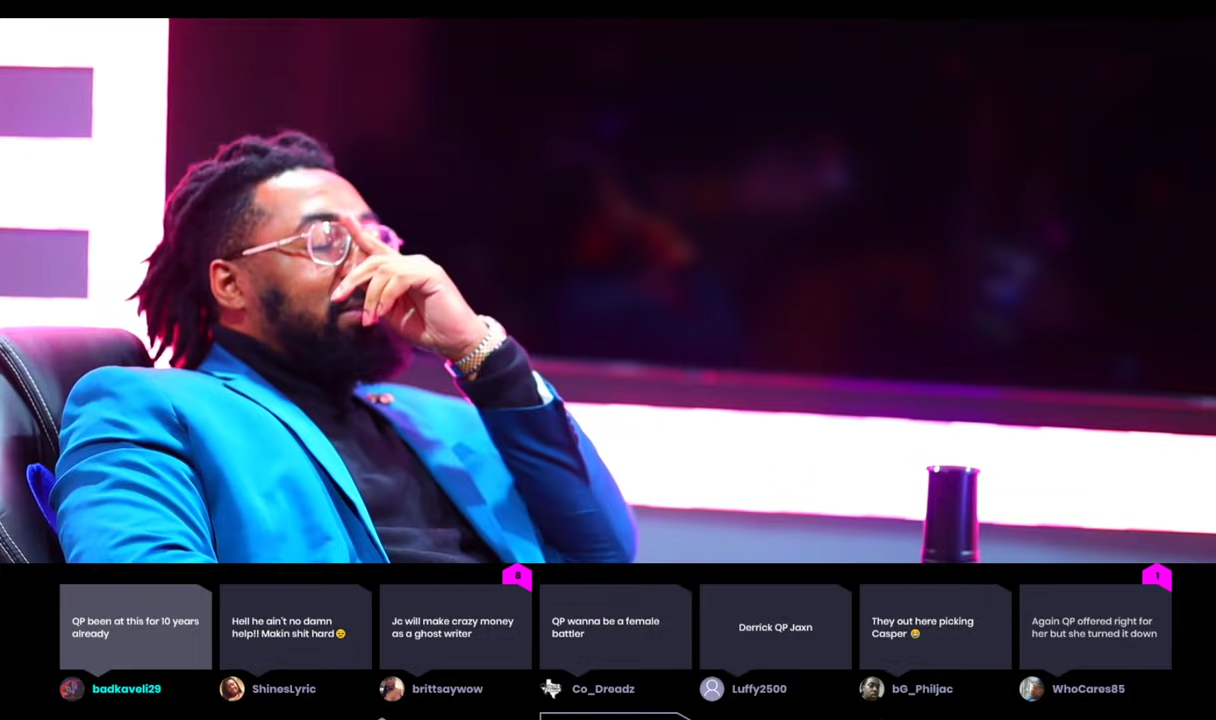 8
1
QP been at this for 10 years
already
Hell he ain't no damn
help!! Makin shit hard😉
Jc will make crazy money
as a ghost writer
QP wanna be a female
battler
Derrick QP Jaxn
They out here picking
Casper 😭
Again QP offered right for
her but she turned it down
badkaveli29
ShinesLyric
brittsaywow
Co_Dreadz
Luffy2500
bG_Philjac
WhoCares85